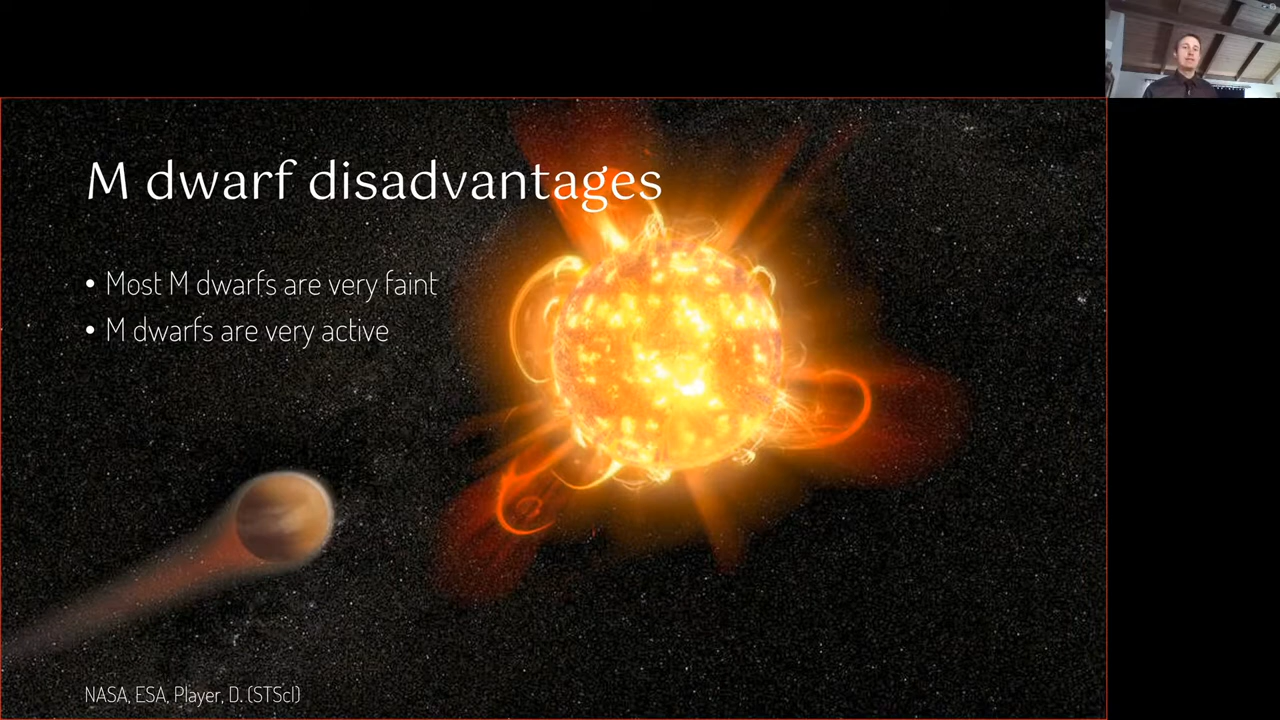 M dwarf disadvantages
• Most M dwarfs are very faint
• M dwarfs are very active
NASA, ESA, Player, D. (STScI)